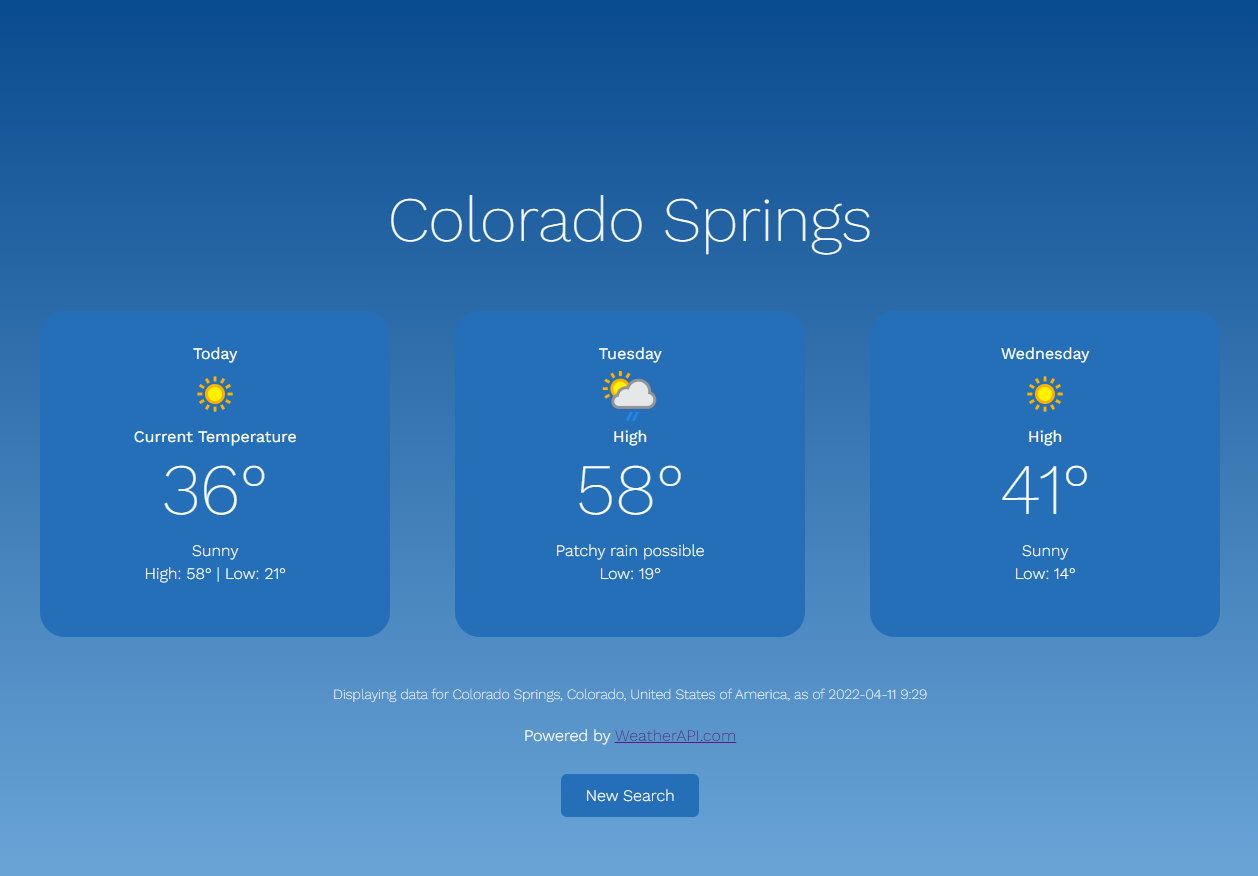 Colorado Springs
Today
Current Temperature
36°
Sunny
High: 58° | Low: 21°
Tuesday
High
58°
Patchy rain possible
Low: 19°
Wednesday
High
41°
Sunny
Low: 14°
Displaying data for Colorado Springs, Colorado, United States of America, as of 2022-04-11 9:29
Powered by WeatherAPI.com
New Search